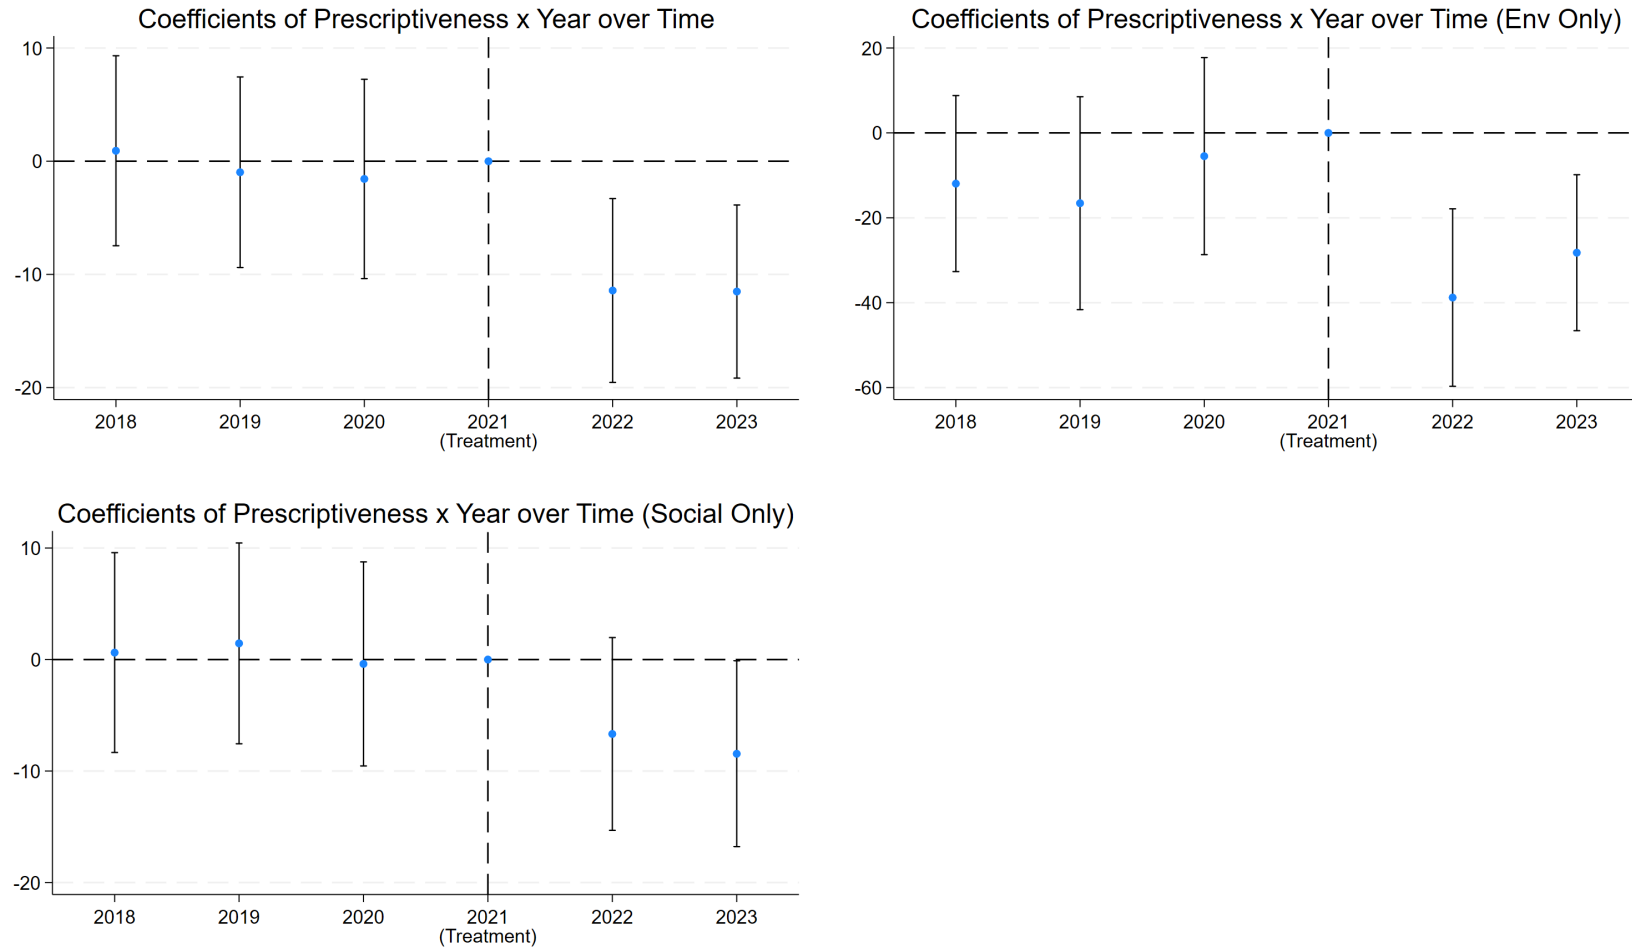 Coefficients of Prescriptiveness x Year over Time
10
0
-10
-20
2018 2019 2020 2021 2022 2023
(Treatment)
Coefficients of Prescriptiveness x Year over Time (Env Only)
20
0
-20
-40
-60
2018 2019 2020 2021 2022 2023
(Treatment)
Coefficients of Prescriptiveness x Year over Time (Social Only)
10
0
-10
-20
2018 2019 2020 2021 2022 2023
(Treatment)